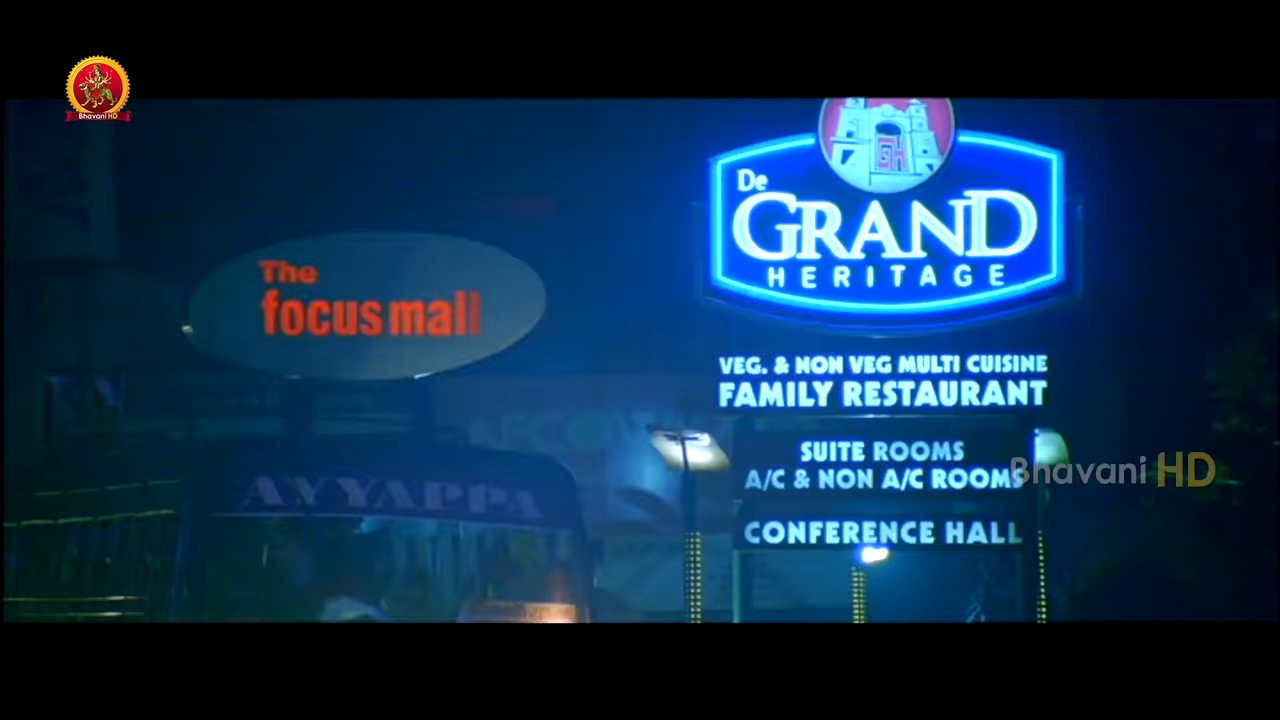 Bhavani HD
GH
De
GRAND
HERITAGE
The
focus mall
VEG. & NON VEG MULTI CUISINE
FAMILY RESTAURANT
SUITE ROOMS
A/C & NON A/C ROOMS
Bhavani HD
AYYAPPA
CONFERENCE HALL